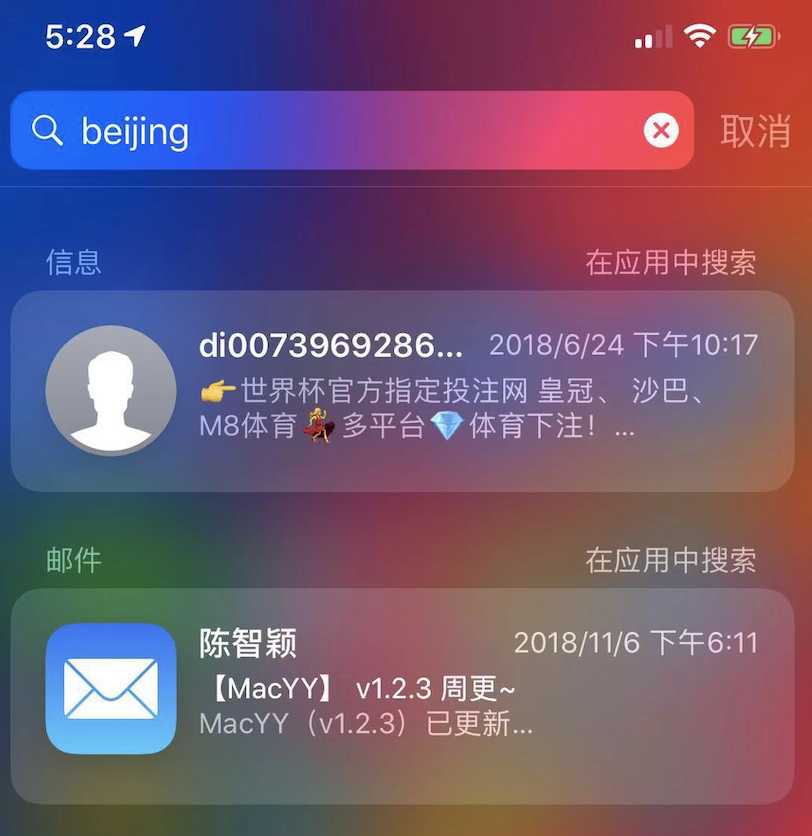 5:28
beijing
取消
信息
在应用中搜索
di0073969286...
2018/6/24 下午10:17
👉世界杯官方指定投注网 皇冠、 沙巴、
M8体育💃多平台💎体育下注！...
邮件
在应用中搜索
陈智颖
2018/11/6 下午6:11
【MacYY】 v1.2.3 周更~
MacYY（v1.2.3）已更新...